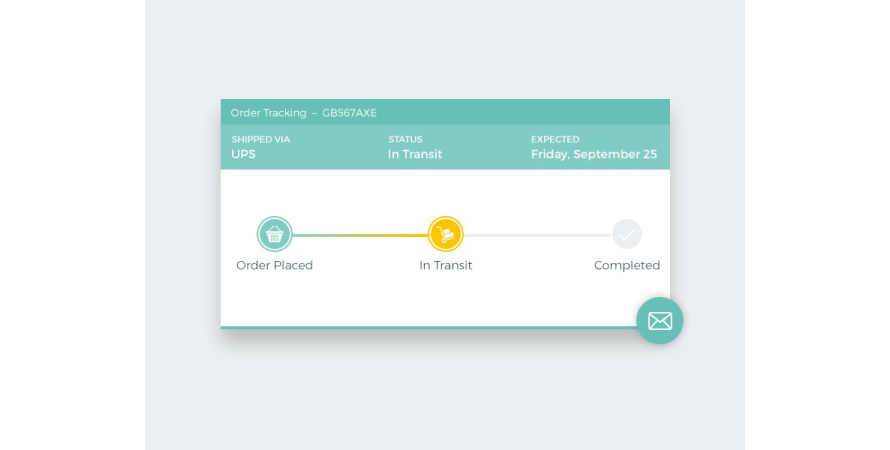 Order Tracking – GB567AXE
SHIPPED VIA STATUS EXPECTED
UPS In Transit Friday, September 25
Order Placed In Transit Completed